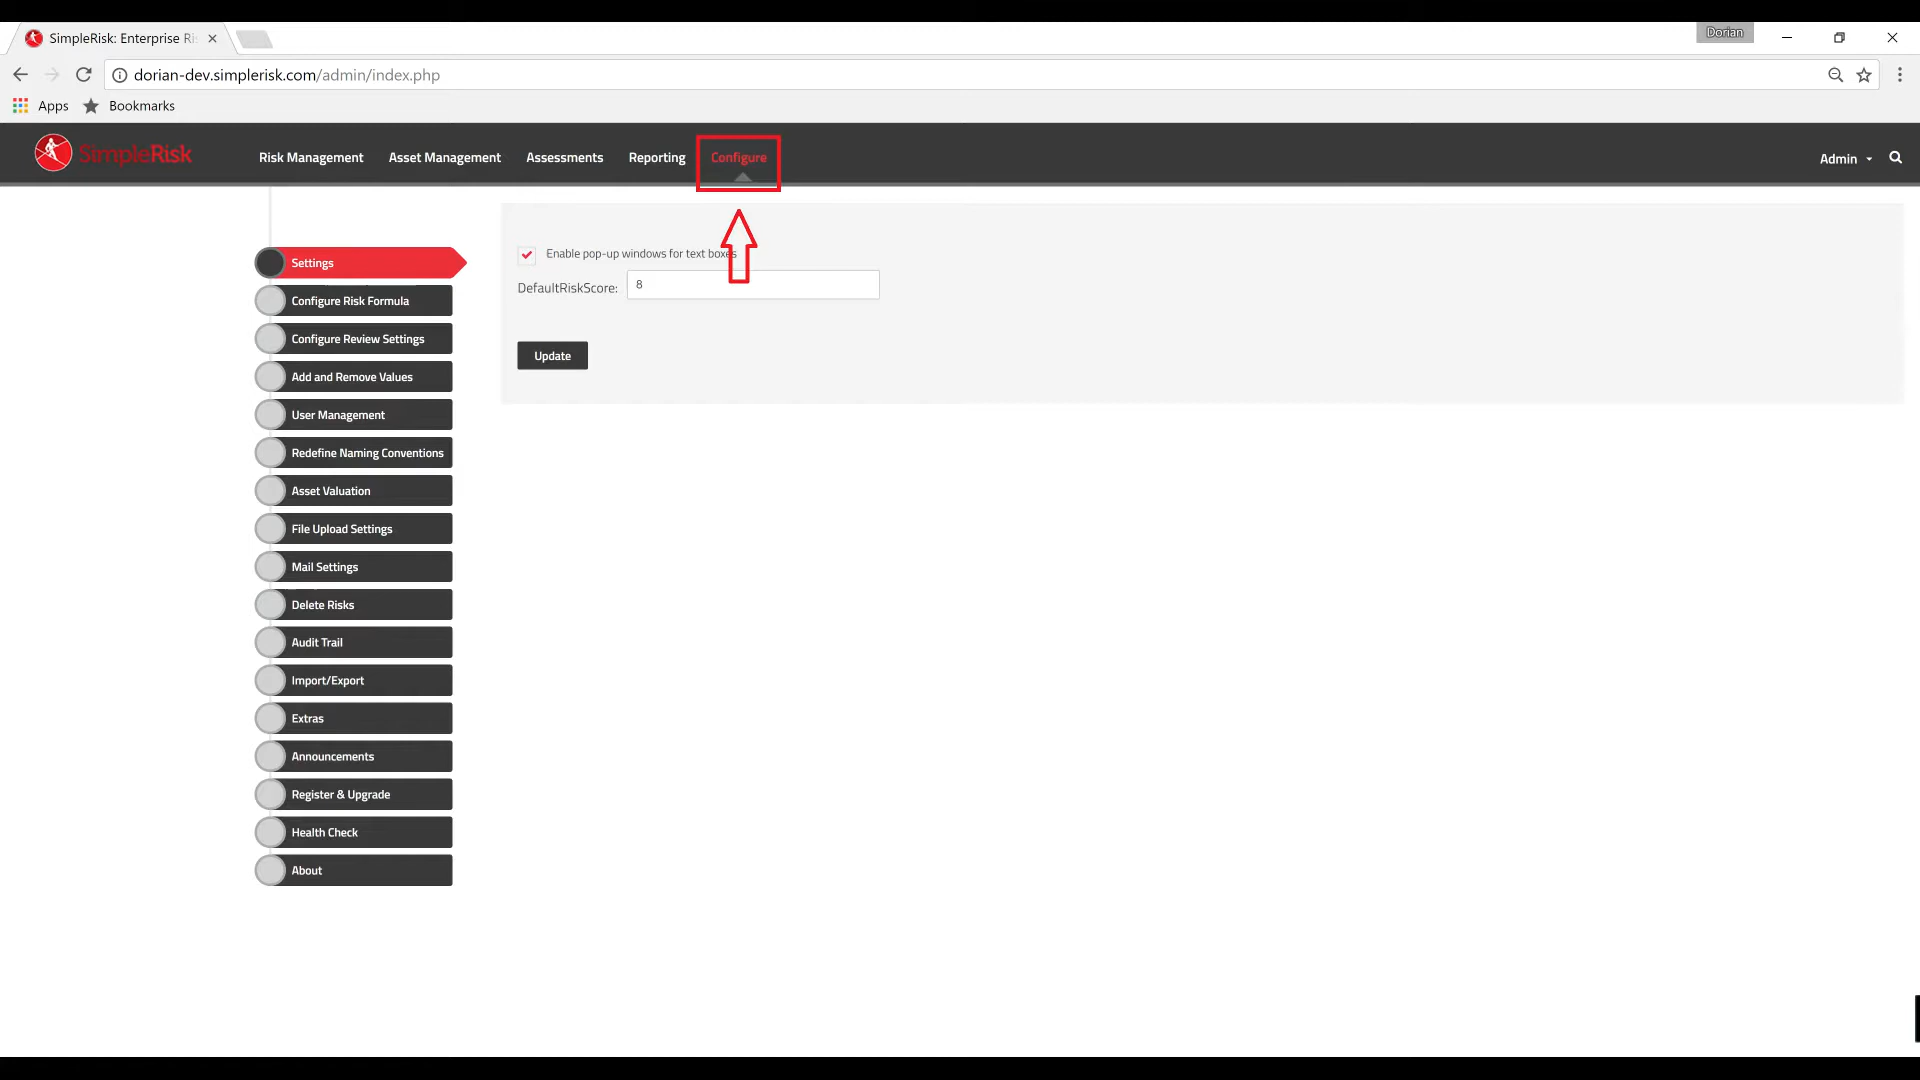 SimpleRisk: Enterprise Ris
Dorian
dorian-dev.simplerisk.com/admin/index.php
Apps Bookmarks
SimpleRisk Risk Management Asset Management Assessments Reporting Configure Admin
Enable pop-up windows for text boxes
Settings
DefaultRiskScore: 8
Configure Risk Formula
Configure Review Settings
Update
Add and Remove Values
User Management
Redefine Naming Conventions
Asset Valuation
File Upload Settings
Mail Settings
Delete Risks
Audit Trail
Import/Export
Extras
Announcements
Register & Upgrade
Health Check
About